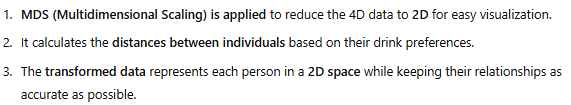 1. MDS (Multidimensional Scaling) is applied to reduce the 4D data to 2D for easy visualization.
2. It calculates the distances between individuals based on their drink preferences.
3. The transformed data represents each person in a 2D space while keeping their relationships as
accurate as possible.